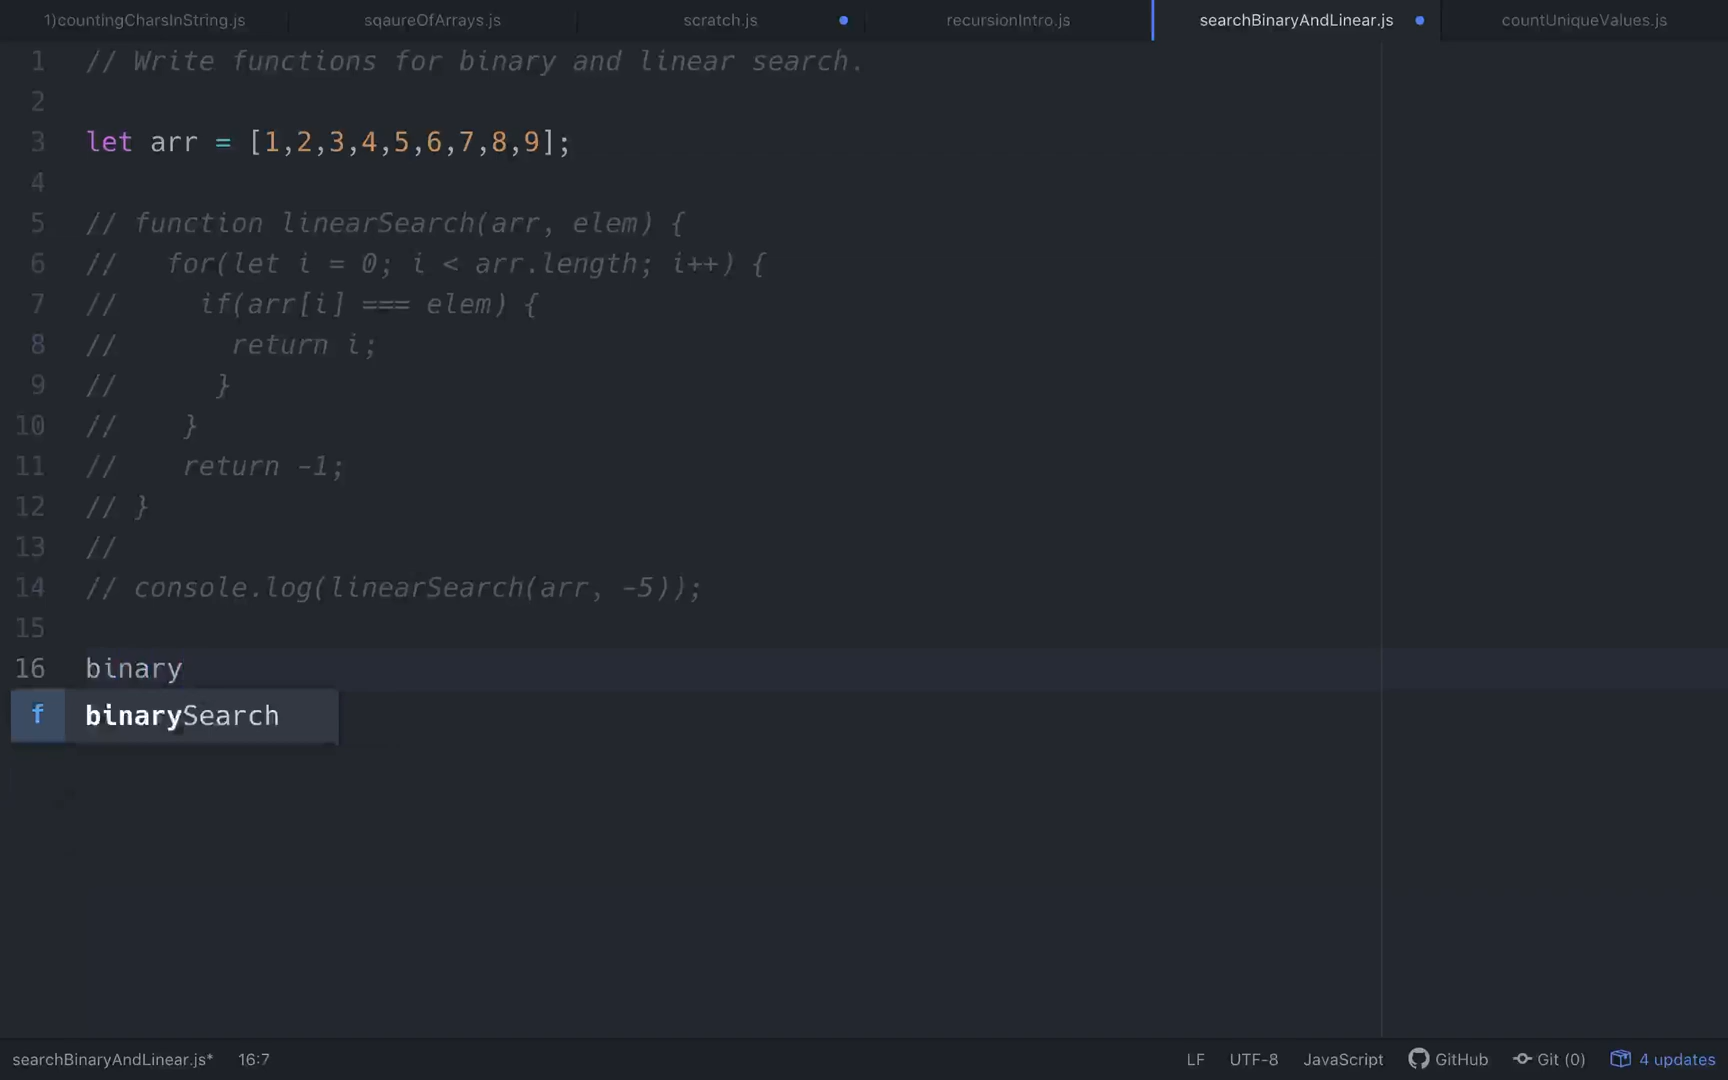 1)countingCharsInString.js sqaureOfArrays.js scratch.js recursionIntro.js searchBinaryAndLinear.js countUniqueValues.js
1 // Write functions for binary and linear search.
2
3 let arr = [1,2,3,4,5,6,7,8,9];
4
5 // function linearSearch(arr, elem) {
6 //   for(let i = 0; i < arr.length; i++) {
7 //     if(arr[i] === elem) {
8 //       return i;
9 //      }
10 //    }
11 //    return -1;
12 // }
13 //
14 // console.log(linearSearch(arr, -5));
15
16 binary
f binarySearch
searchBinaryAndLinear.js* 16:7 LF UTF-8 JavaScript GitHub Git (0) 4 updates